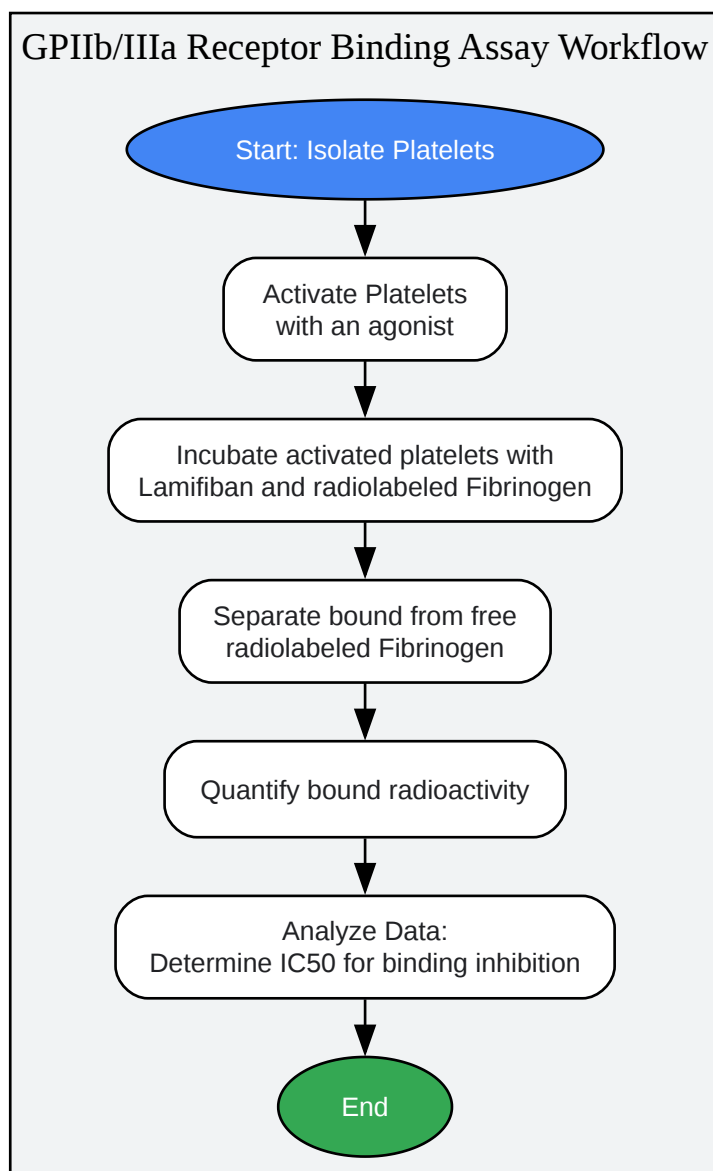 GPIIb/IIIa Receptor Binding Assay Workflow
Start: Isolate Platelets
Activate Platelets
with an agonist
Incubate activated platelets with
Lamifiban and radiolabeled Fibrinogen
Separate bound from free
radiolabeled Fibrinogen
Quantify bound radioactivity
Analyze Data:
Determine IC50 for binding inhibition
End